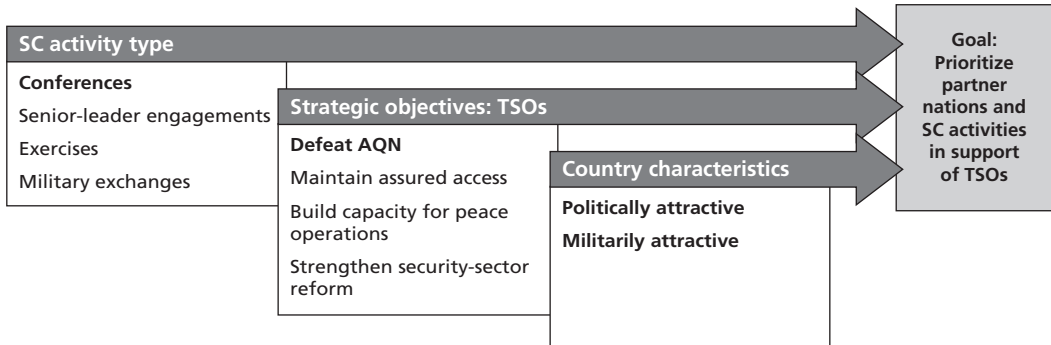 SC activity type
Conferences
Senior-leader engagements
Exercises
Military exchanges
Strategic objectives: TSOs
Defeat AQN
Maintain assured access
Build capacity for peace
operations
Strengthen security-sector
reform
Country characteristics
Politically attractive
Militarily attractive
Goal:
Prioritize
partner
nations and
SC activities
in support
of TSOs